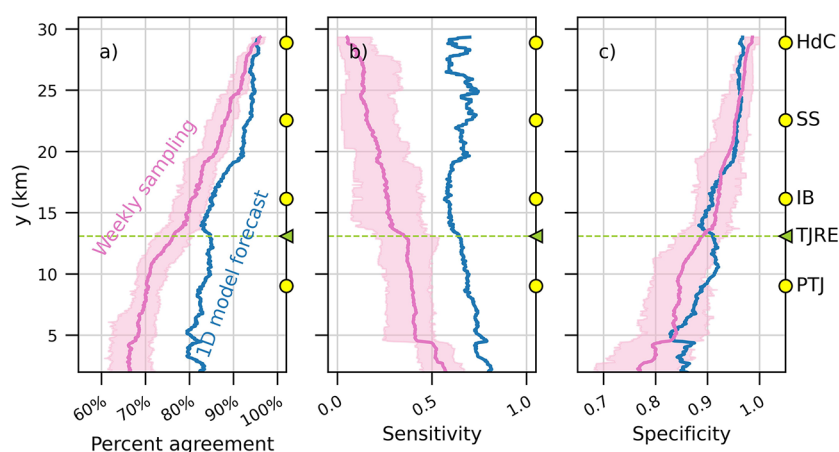 a)
b)
c)
30
25
20
15
10
5
y (km)
Weekly sampling
1D model forecast
HdC
SS
IB
TJRE
PTJ
60% 70% 80% 90% 100%
Percent agreement
0.0 0.5 1.0
Sensitivity
0.7 0.8 0.9 1.0
Specificity